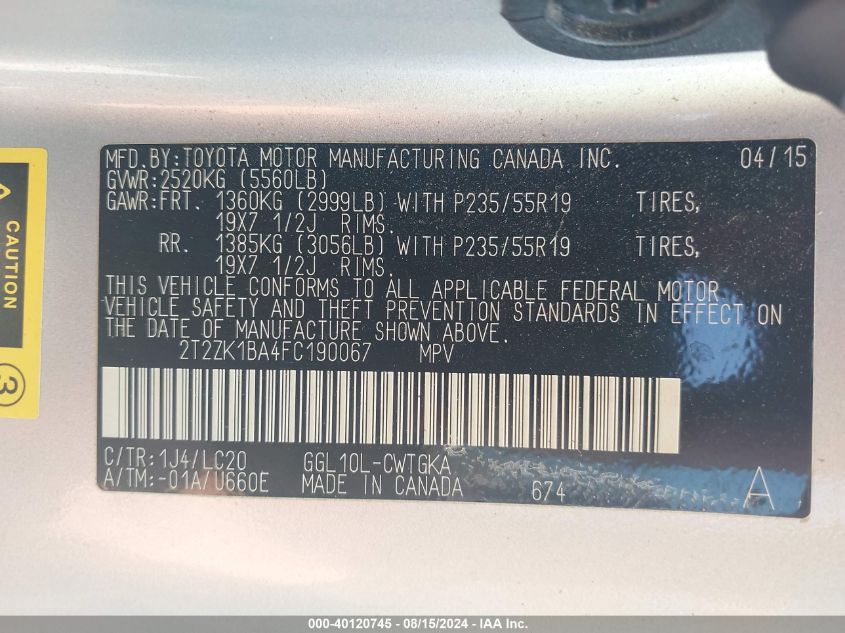 MFD.BY:TOYOTA MOTOR MANUFACTURING CANADA INC. 04/15
GVWR:2520KG (5560LB)
GAWR:FRT. 1360KG (2999LB) WITH P235/55R19 TIRES,
19X7 1/2J RIMS.
RR. 1385KG (3056LB) WITH P235/55R19 TIRES,
19X7 1/2J RIMS.
THIS VEHICLE CONFORMS TO ALL APPLICABLE FEDERAL MOTOR
VEHICLE SAFETY AND THEFT PREVENTION STANDARDS IN EFFECT ON
THE DATE OF MANUFACTURE SHOWN ABOVE.
2T2ZK1BA4FC190067 MPV
C/TR:1J4/LC20 GGL10L-CWTGKA
A/TM:-01A/U660E MADE IN CANADA 674 A
CAUTION
3
000-40120745 - 08/15/2024 - IAA Inc.